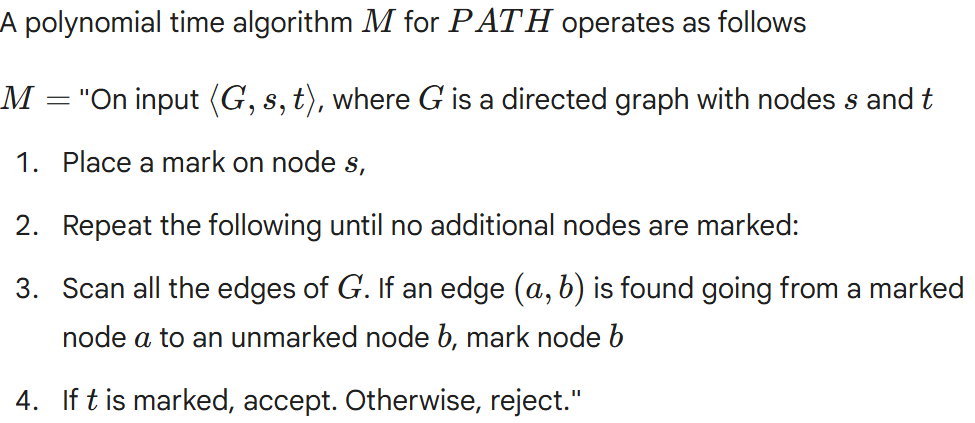 A polynomial time algorithm M for PATH operates as follows
M = "On input ⟨G, s, t⟩, where G is a directed graph with nodes s and t
1. Place a mark on node s,
2. Repeat the following until no additional nodes are marked:
3. Scan all the edges of G. If an edge (a, b) is found going from a marked
node a to an unmarked node b, mark node b
4. If t is marked, accept. Otherwise, reject."